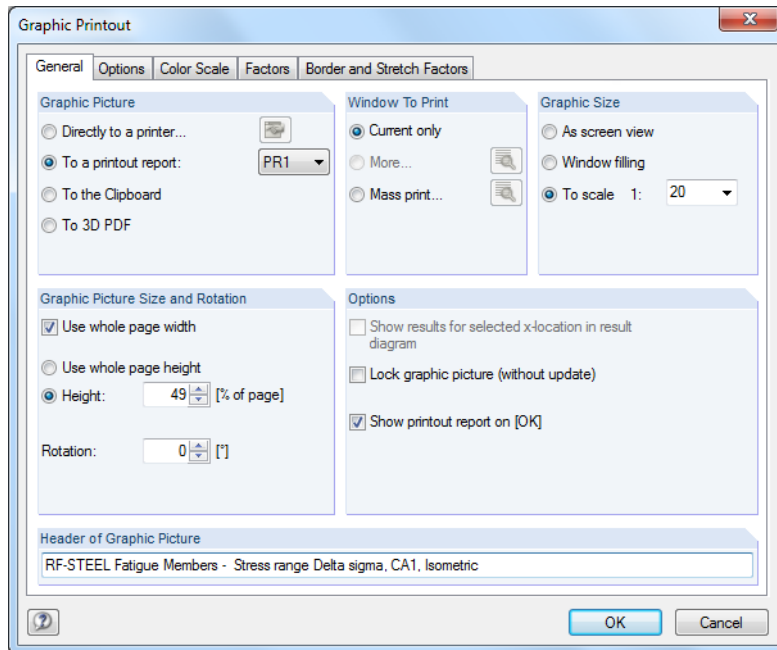 Graphic Printout
General Options Color Scale Factors Border and Stretch Factors
Graphic Picture
Directly to a printer...
To a printout report: PR1
To the Clipboard
To 3D PDF
Window To Print
Current only
More...
Mass print...
Graphic Size
As screen view
Window filling
To scale 1: 20
Graphic Picture Size and Rotation
Use whole page width
Use whole page height
Height: 49 [% of page]
Rotation: 0 [°]
Options
Show results for selected x-location in result
diagram
Lock graphic picture (without update)
Show printout report on [OK]
Header of Graphic Picture
RF-STEEL Fatigue Members - Stress range Delta sigma, CA1, Isometric
OK Cancel